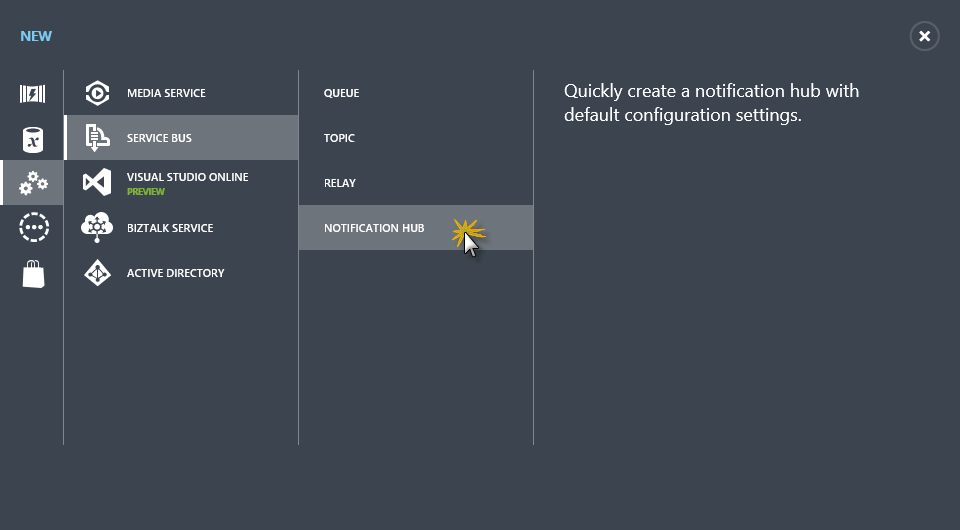 NEW
MEDIA SERVICE
SERVICE BUS
VISUAL STUDIO ONLINE
PREVIEW
BIZTALK SERVICE
ACTIVE DIRECTORY
QUEUE
TOPIC
RELAY
NOTIFICATION HUB
Quickly create a notification hub with
default configuration settings.